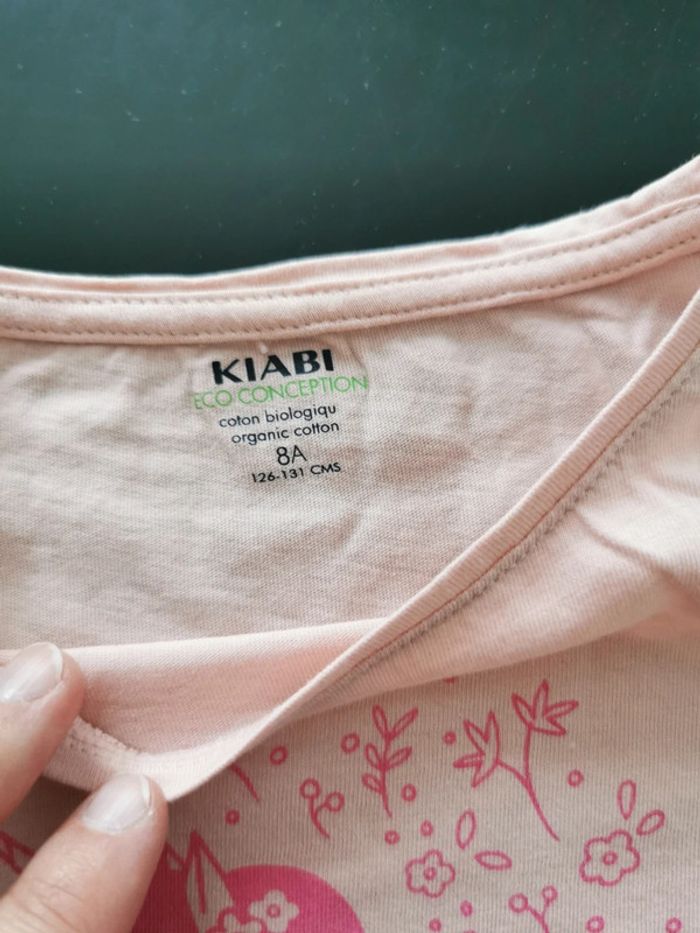 KIABI
ECO CONCEPTION
coton biologiqu
organic cotton
8A
126-131 CMS